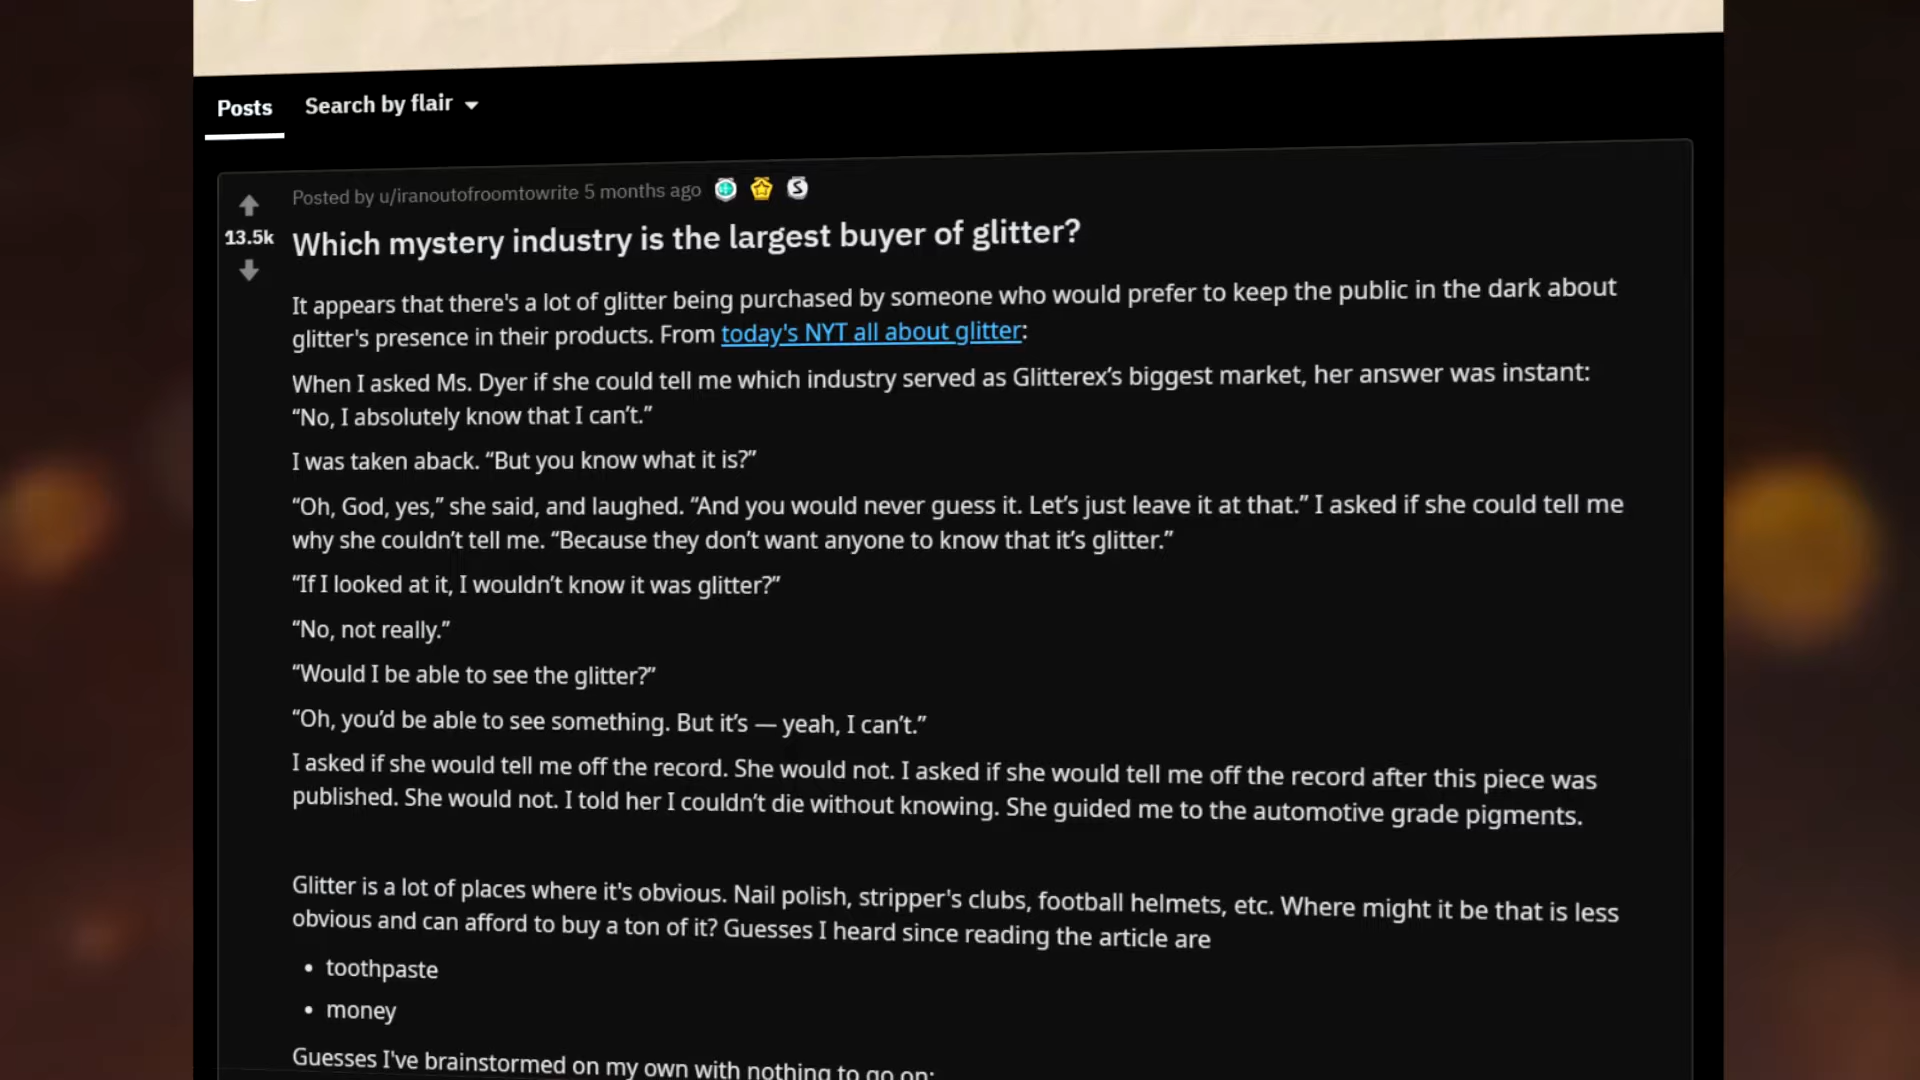 Posts Search by flair
Posted by u/iranoutofroomtowrite 5 months ago
13.5k
Which mystery industry is the largest buyer of glitter?
It appears that there's a lot of glitter being purchased by someone who would prefer to keep the public in the dark about
glitter's presence in their products. From today's NYT all about glitter:
When I asked Ms. Dyer if she could tell me which industry served as Glitterex’s biggest market, her answer was instant:
“No, I absolutely know that I can’t.”
I was taken aback. “But you know what it is?”
“Oh, God, yes,” she said, and laughed. “And you would never guess it. Let’s just leave it at that.” I asked if she could tell me
why she couldn’t tell me. “Because they don’t want anyone to know that it’s glitter.”
“If I looked at it, I wouldn’t know it was glitter?”
“No, not really.”
“Would I be able to see the glitter?”
“Oh, you’d be able to see something. But it’s — yeah, I can’t.”
I asked if she would tell me off the record. She would not. I asked if she would tell me off the record after this piece was
published. She would not. I told her I couldn’t die without knowing. She guided me to the automotive grade pigments.
Glitter is a lot of places where it's obvious. Nail polish, stripper's clubs, football helmets, etc. Where might it be that is less
obvious and can afford to buy a ton of it? Guesses I heard since reading the article are
• toothpaste
• money
Guesses I've brainstormed on my own with nothing to go on: